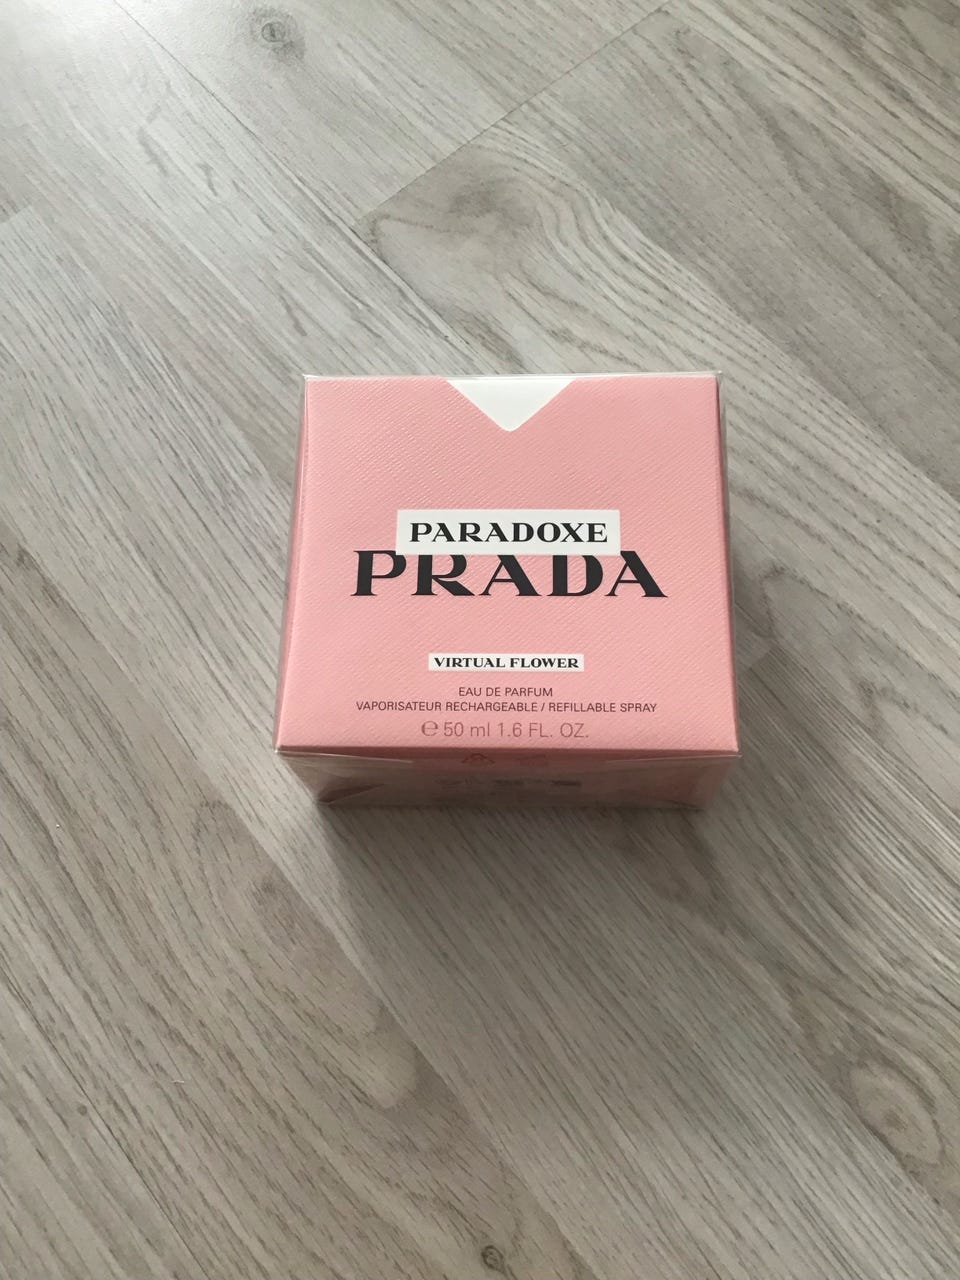 PARADOXE
PRADA
VIRTUAL FLOWER
EAU DE PARFUM
VAPORISATEUR RECHARGEABLE / REFILLABLE SPRAY
℮ 50 ml 1.6 FL. OZ.